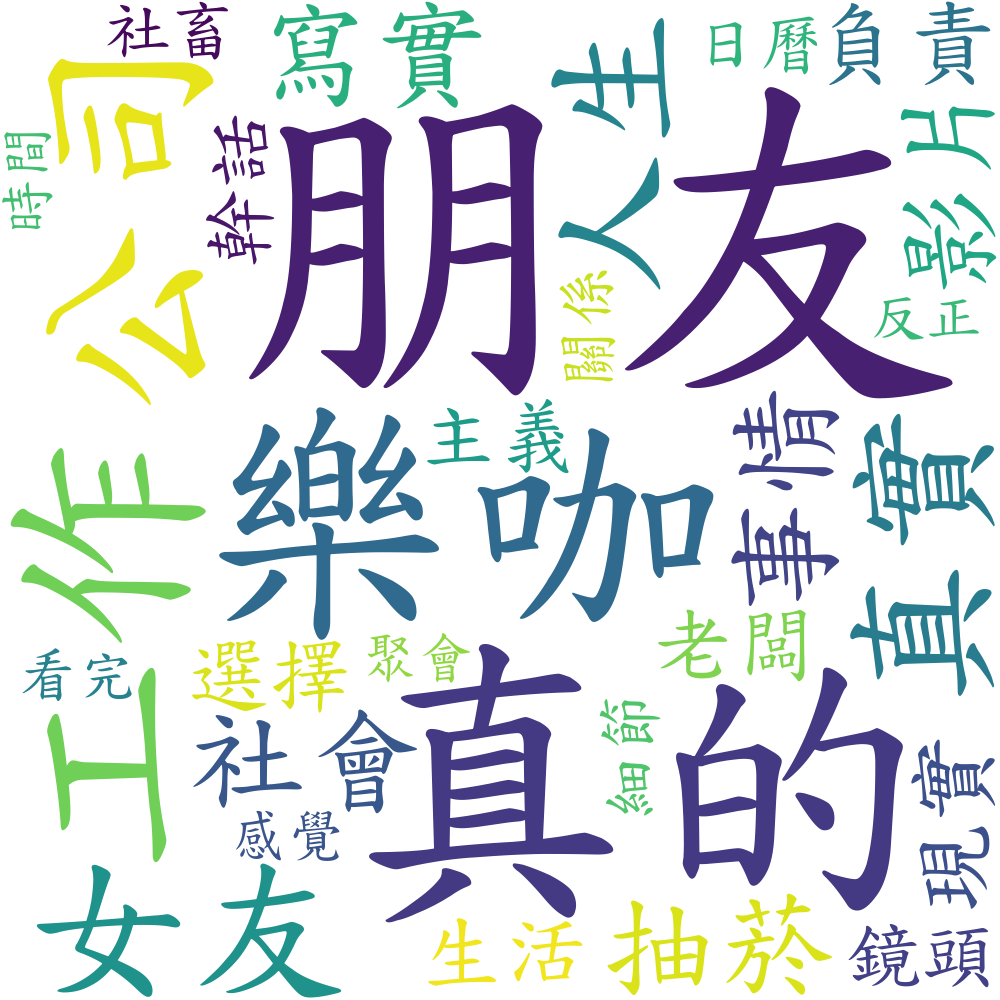 社畜
寫實
日曆
負責
公司
人生
影片
時間
幹話
朋友
關係
反正
主義
事情
真實
工作
樂咖
老闆
看完
選擇
聚會
真的
社會
細節
現實
感覺
女友
生活
抽菸
鏡頭